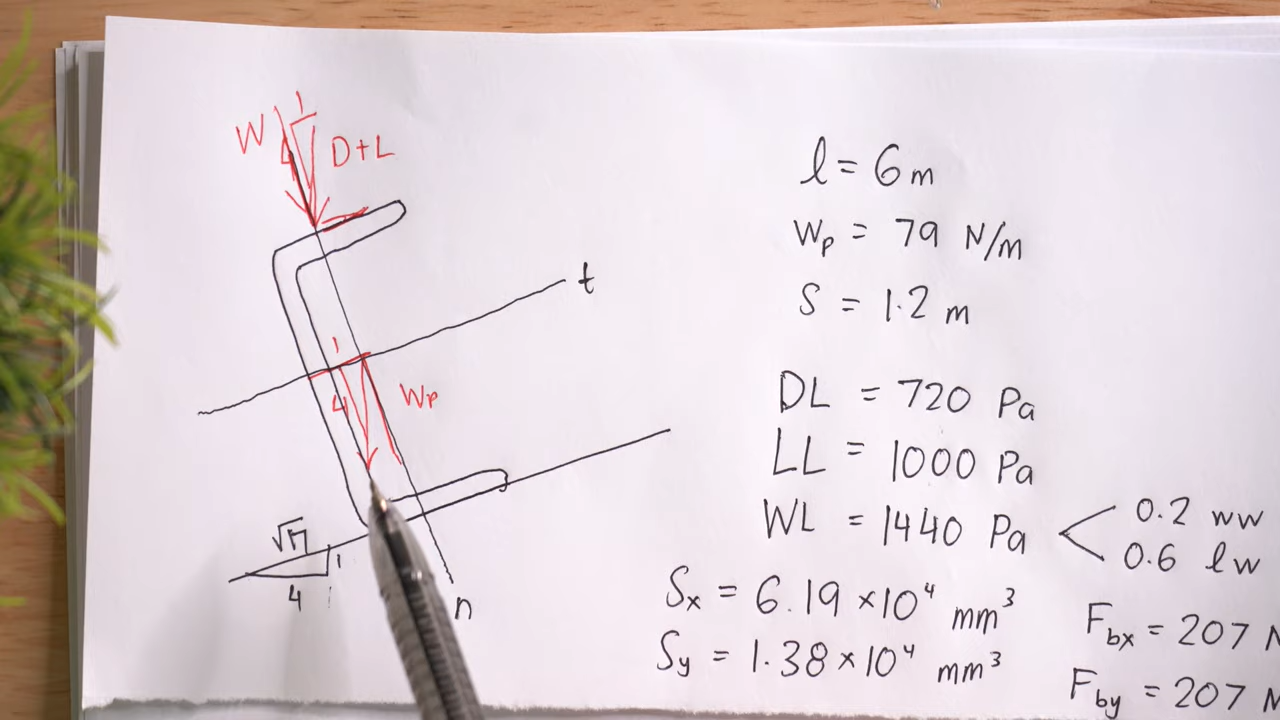 W
1
4
D+L
t
1
4
Wp
√17
1
4
n
l = 6 m
Wp = 79 N/m
S = 1.2 m
DL = 720 Pa
LL = 1000 Pa
WL = 1440 Pa < 0.2 ww
0.6 lw
Sx = 6.19 ×10⁴ mm³
Sy = 1.38 ×10⁴ mm³
Fbx = 207
Fby = 207